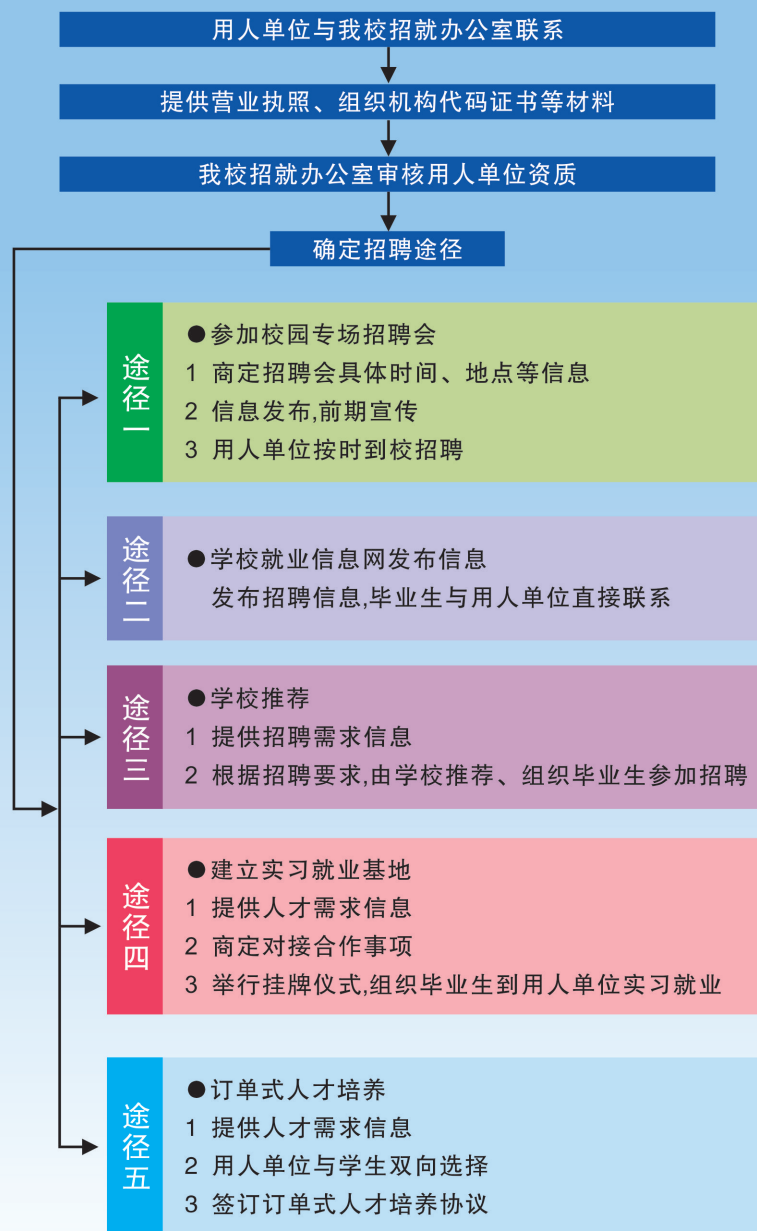 用人单位与我校招就办公室联系
提供营业执照、组织机构代码证书等材料
我校招就办公室审核用人单位资质
确定招聘途径
途径一
●参加校园专场招聘会
1 商定招聘会具体时间、地点等信息
2 信息发布,前期宣传
3 用人单位按时到校招聘
途径二
●学校就业信息网发布信息
发布招聘信息,毕业生与用人单位直接联系
途径三
●学校推荐
1 提供招聘需求信息
2 根据招聘要求,由学校推荐、组织毕业生参加招聘
途径四
●建立实习就业基地
1 提供人才需求信息
2 商定对接合作事项
3 举行挂牌仪式,组织毕业生到用人单位实习就业
途径五
●订单式人才培养
1 提供人才需求信息
2 用人单位与学生双向选择
3 签订订单式人才培养协议